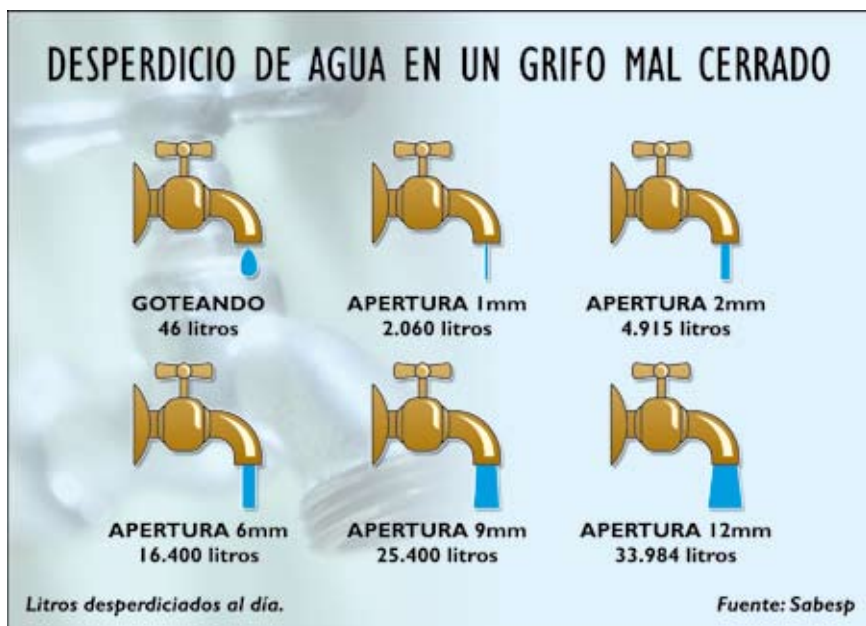 DESPERDICIO DE AGUA EN UN GRIFO MAL CERRADO
GOTEANDO
46 litros
APERTURA 1mm
2.060 litros
APERTURA 2mm
4.915 litros
APERTURA 6mm
16.400 litros
APERTURA 9mm
25.400 litros
APERTURA 12mm
33.984 litros
Litros desperdiciados al día.
Fuente: Sabesp